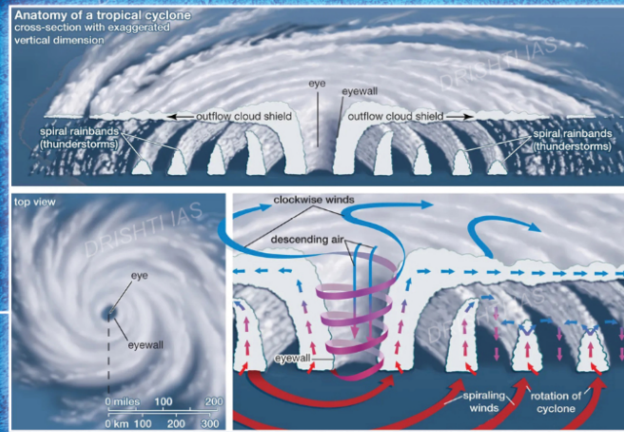 Anatomy of a tropical cyclone
cross-section with exaggerated
vertical dimension
DRISHTI IAS
eye
eyewall
outflow cloud shield
outflow cloud shield
spiral rainbands
(thunderstorms)
spiral rainbands
(thunderstorms)
top view
DRISHTI IAS
eye
eyewall
0 miles 100 200
0 km 100 200 300
clockwise winds
descending air
DRISHTI IAS
eyewall
spiraling
winds
rotation of
cyclone